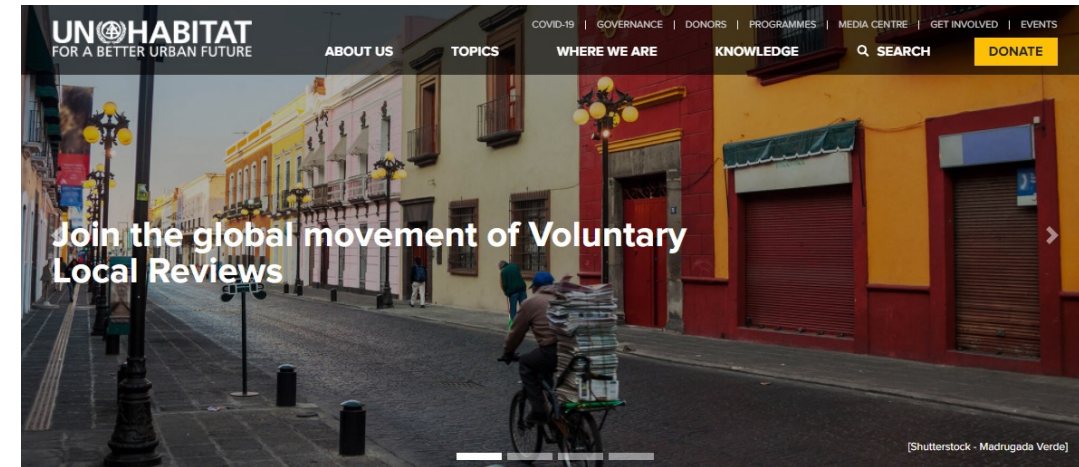 UN HABITAT
FOR A BETTER URBAN FUTURE
COVID-19 | GOVERNANCE | DONORS | PROGRAMMES | MEDIA CENTRE | GET INVOLVED | EVENTS
ABOUT US TOPICS WHERE WE ARE KNOWLEDGE SEARCH DONATE
Join the global movement of Voluntary
Local Reviews
[Shutterstock - Madrugada Verde]